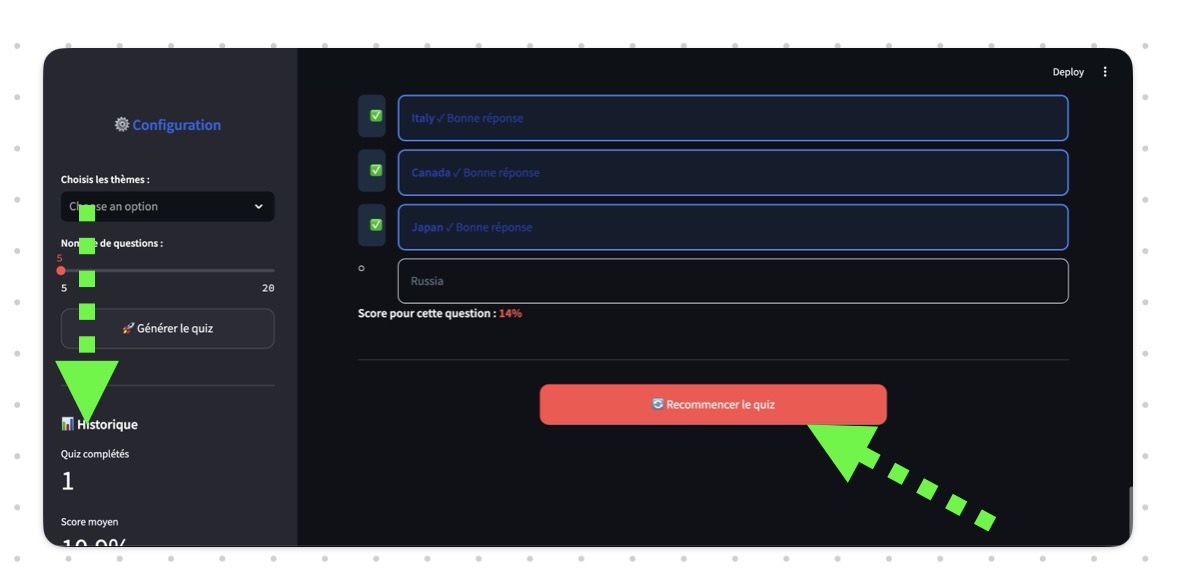 Deploy
Configuration
Choisis les thèmes :
Choose an option
Nombre de questions :
5
5
20
Générer le quiz
Historique
Quiz complétés
1
Score moyen
Italy ✓ Bonne réponse
Canada ✓ Bonne réponse
Japan ✓ Bonne réponse
Russia
Score pour cette question : 14%
Recommencer le quiz